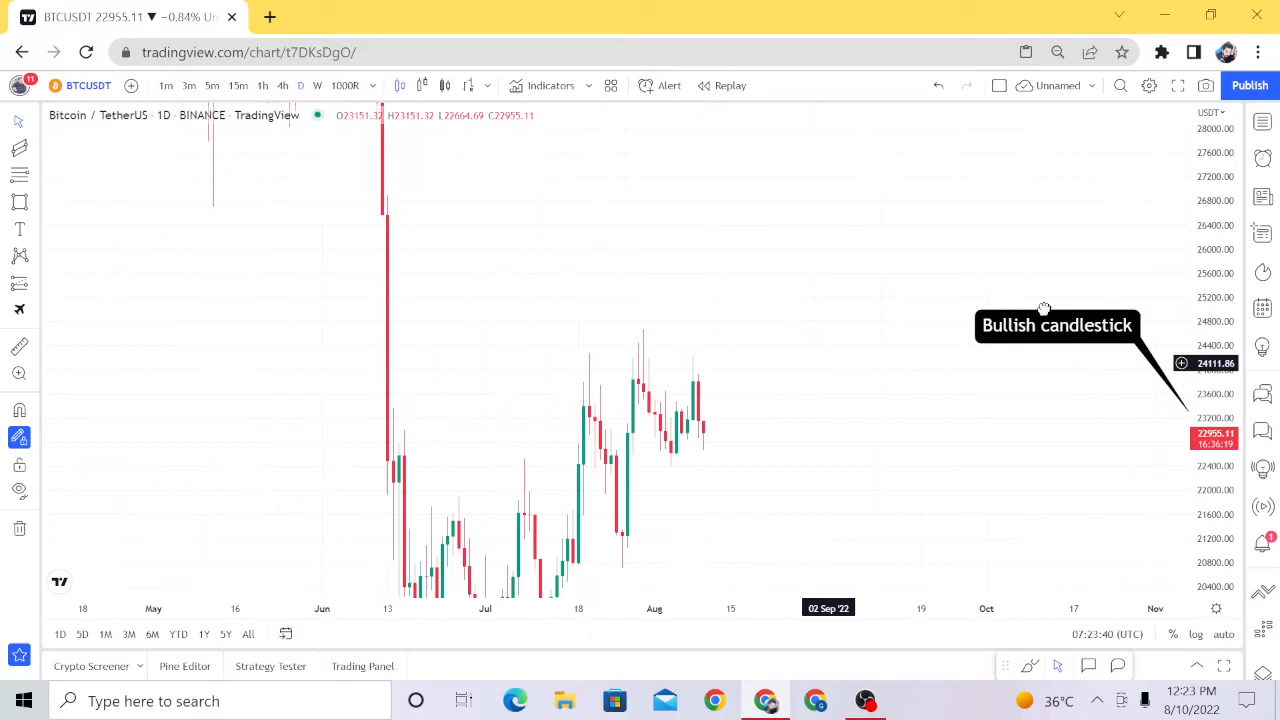 BTCUSDT 22955.11 ▼ −0.84% Un
tradingview.com/chart/t7DKsDgO/
11
BTCUSDT
1m 3m 5m 15m 1h 4h D W 1000R
Indicators
Alert
Replay
Unnamed
Publish
Bitcoin / TetherUS · 1D · BINANCE · TradingView
O23151.32 H23151.32 L22664.69 C22955.11
USDT
28000.00
27600.00
27200.00
26800.00
26400.00
26000.00
25600.00
25200.00
24800.00
24400.00
24111.86
23600.00
23200.00
22955.11
16:36:19
22400.00
22000.00
21600.00
21200.00
20800.00
20400.00
Bullish candlestick
1
18 May 16 Jun 13 Jul 18 Aug 15 02 Sep '22 19 Oct 17 Nov
1D 5D 1M 3M 6M YTD 1Y 5Y All
07:23:40 (UTC) % log auto
Crypto Screener Pine Editor Strategy Tester Trading Panel
Type here to search
36°C
12:23 PM
8/10/2022